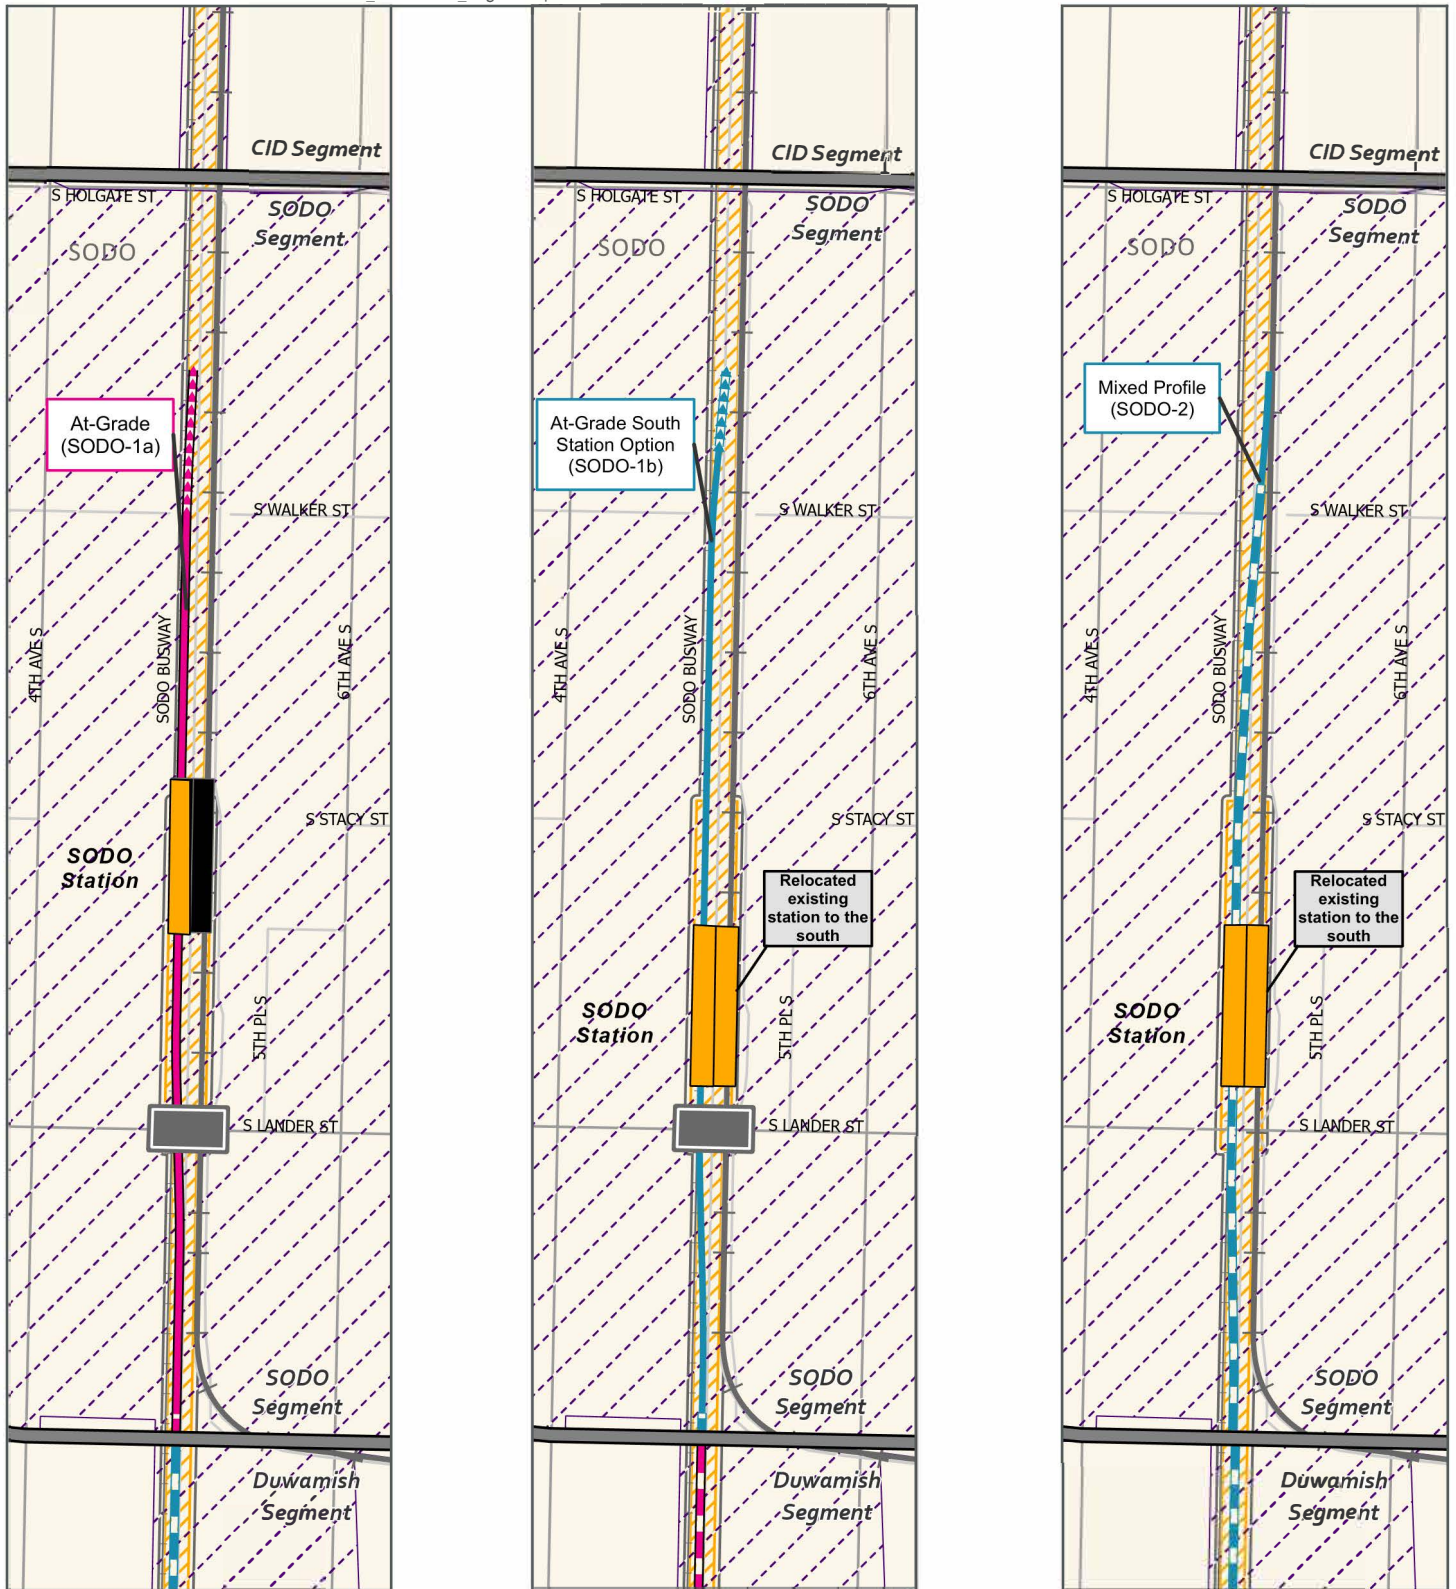 CID Segment
S HOLGATE ST
SODO
Segment
SODO
At-Grade
(SODO-1a)
S WALKER ST
4TH AVE S
SODO BUSWAY
6TH AVE S
S STACY ST
SODO
Station
5TH PL S
S LANDER ST
SODO
Segment
Duwamish
Segment
CID Segment
S HOLGATE ST
SODO
Segment
SODO
At-Grade South
Station Option
(SODO-1b)
S WALKER ST
4TH AVE S
SODO BUSWAY
6TH AVE S
S STACY ST
Relocated
existing
station to the
south
SODO
Station
5TH PL S
S LANDER ST
SODO
Segment
Duwamish
Segment
CID Segment
S HOLGATE ST
SODO
Segment
SODO
Mixed Profile
(SODO-2)
S WALKER ST
4TH AVE S
SODO BUSWAY
6TH AVE S
S STACY ST
Relocated
existing
station to the
south
SODO
Station
5TH PL S
S LANDER ST
SODO
Segment
Duwamish
Segment